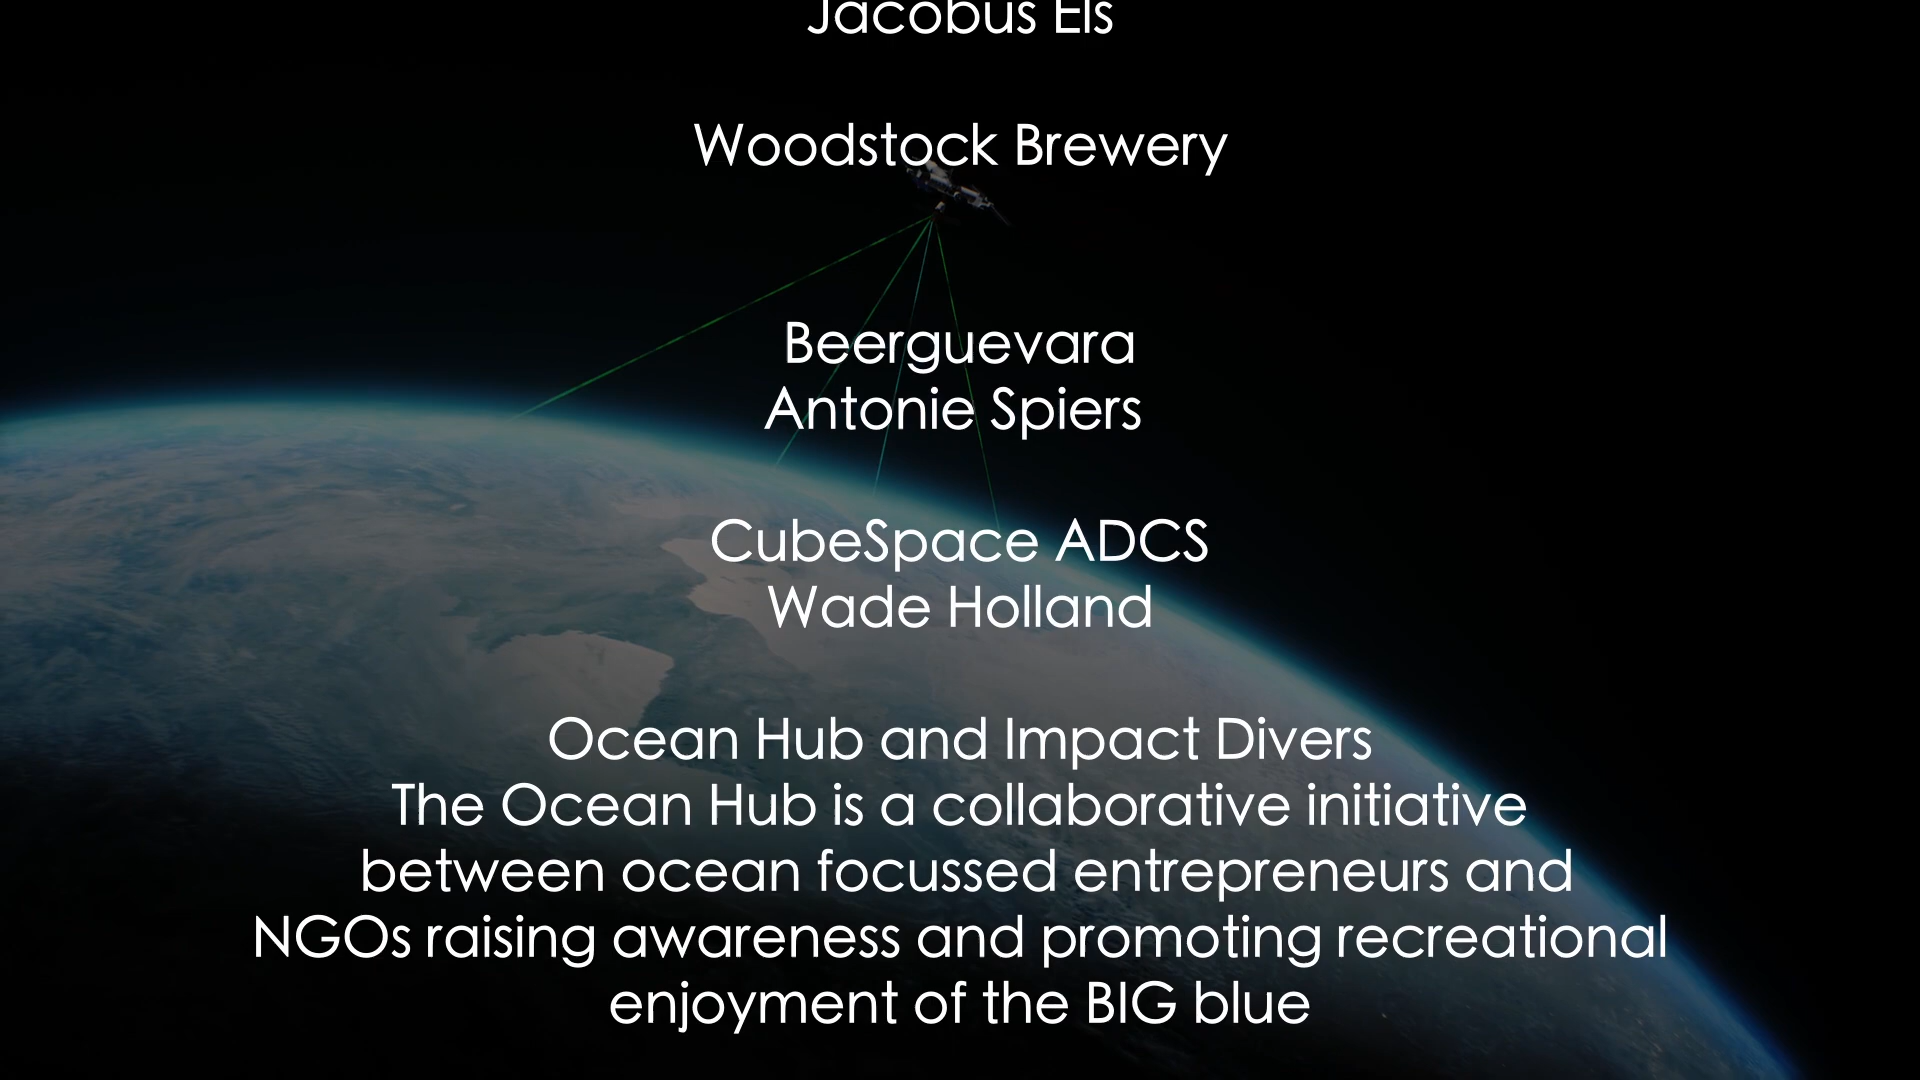 Jacobus Els
Woodstock Brewery
Beerguevara
Antonie Spiers
CubeSpace ADCS
Wade Holland
Ocean Hub and Impact Divers
The Ocean Hub is a collaborative initiative
between ocean focussed entrepreneurs and
NGOs raising awareness and promoting recreational
enjoyment of the BIG blue